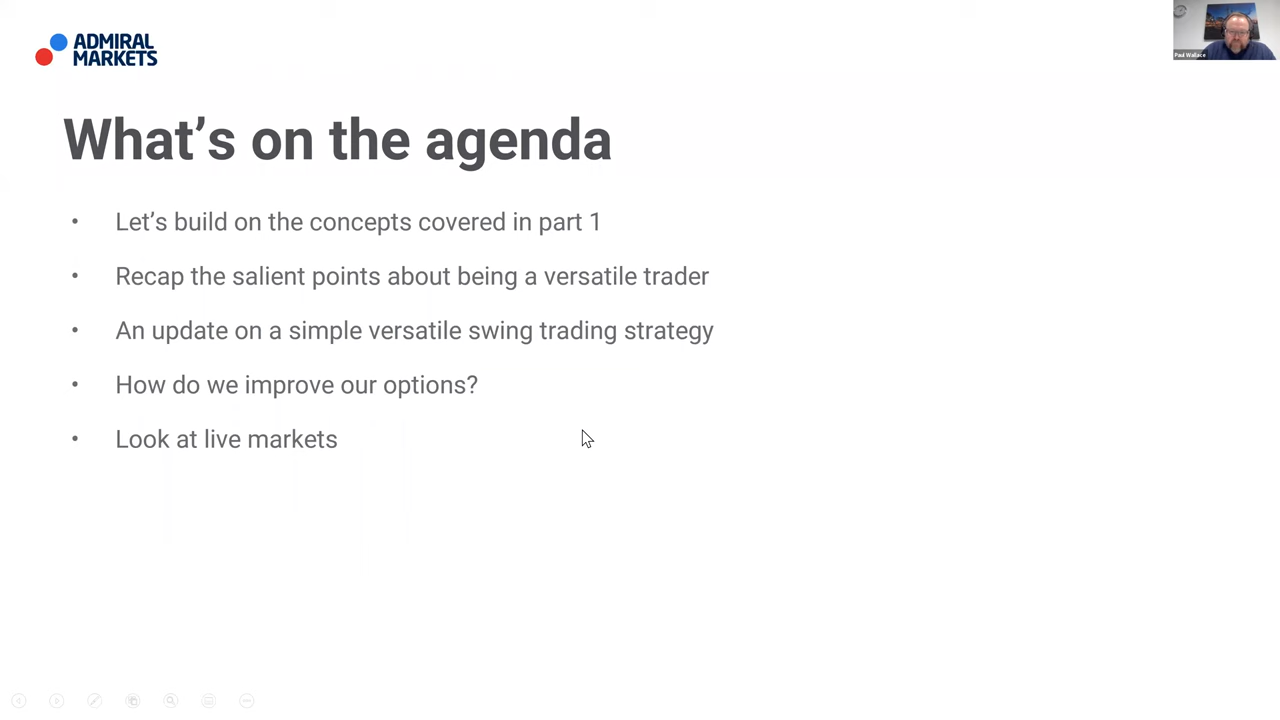 ADMIRAL
MARKETS
Paul Wallace
What’s on the agenda
• Let’s build on the concepts covered in part 1
• Recap the salient points about being a versatile trader
• An update on a simple versatile swing trading strategy
• How do we improve our options?
• Look at live markets